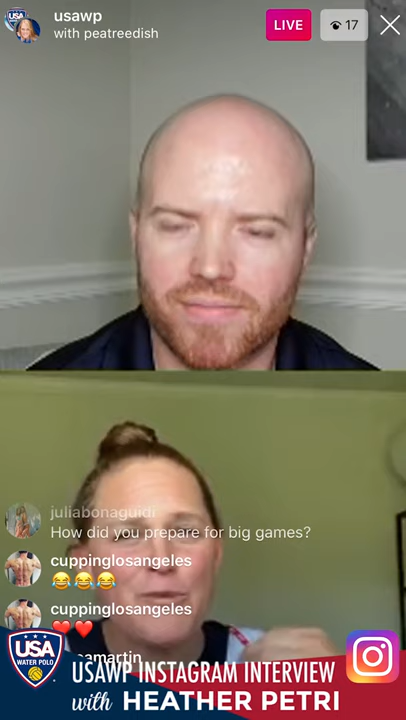 usawp
with peatreedish
LIVE
17
juliabonaguidi
How did you prepare for big games?
cuppinglosangeles
😂😂😂
cuppinglosangeles
❤️❤️
amartin
USA
WATER POLO
USAWP INSTAGRAM INTERVIEW
with HEATHER PETRI